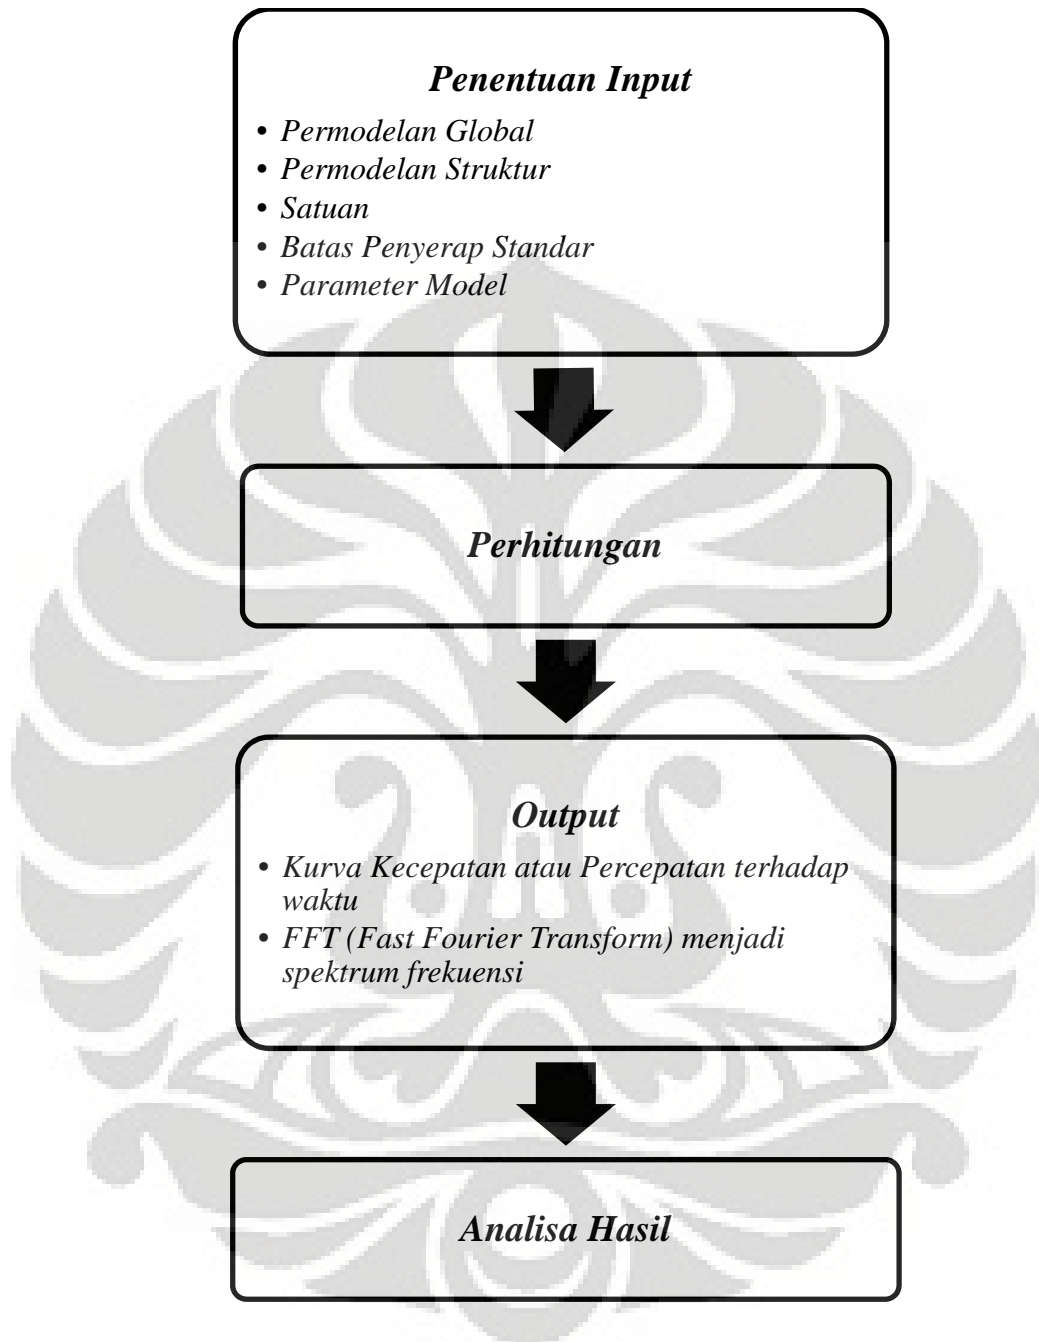 Penentuan Input
• Permodelan Global
• Permodelan Struktur
• Satuan
• Batas Penyerap Standar
• Parameter Model
Perhitungan
Output
• Kurva Kecepatan atau Percepatan terhadap
waktu
• FFT (Fast Fourier Transform) menjadi
spektrum frekuensi
Analisa Hasil